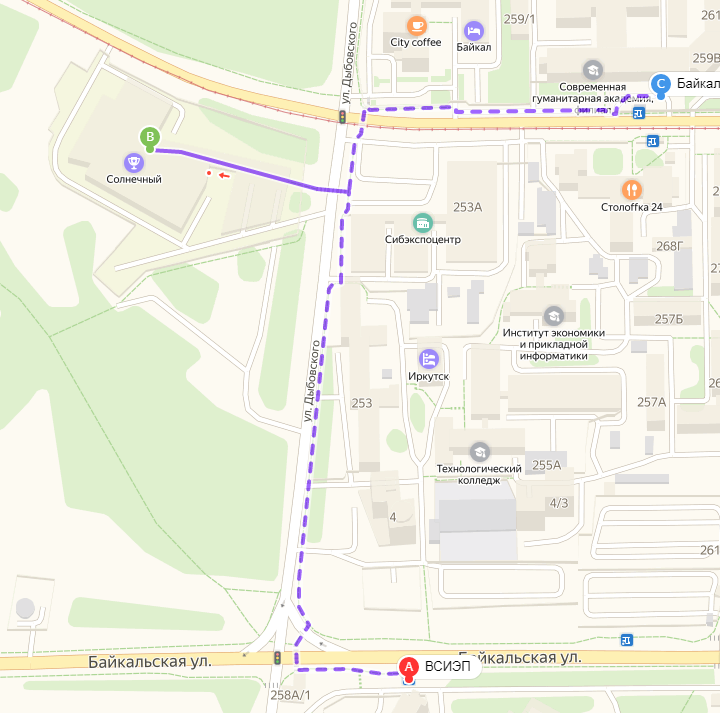 259/1
261
ул. Дыбовского
City coffee
Байкал
259В
Современная
гуманитарная академия,
C
Байкал
B
Солнечный
Столоffка 24
253А
Сибэкспоцентр
268Г
257Б
Институт экономики
и прикладной
информатики
Иркутск
ул. Дыбовского
253
257А
Технологический
колледж
255А
4/3
4
261
Байкальская ул.
Байкальская ул.
A
ВСИЭП
258А/1